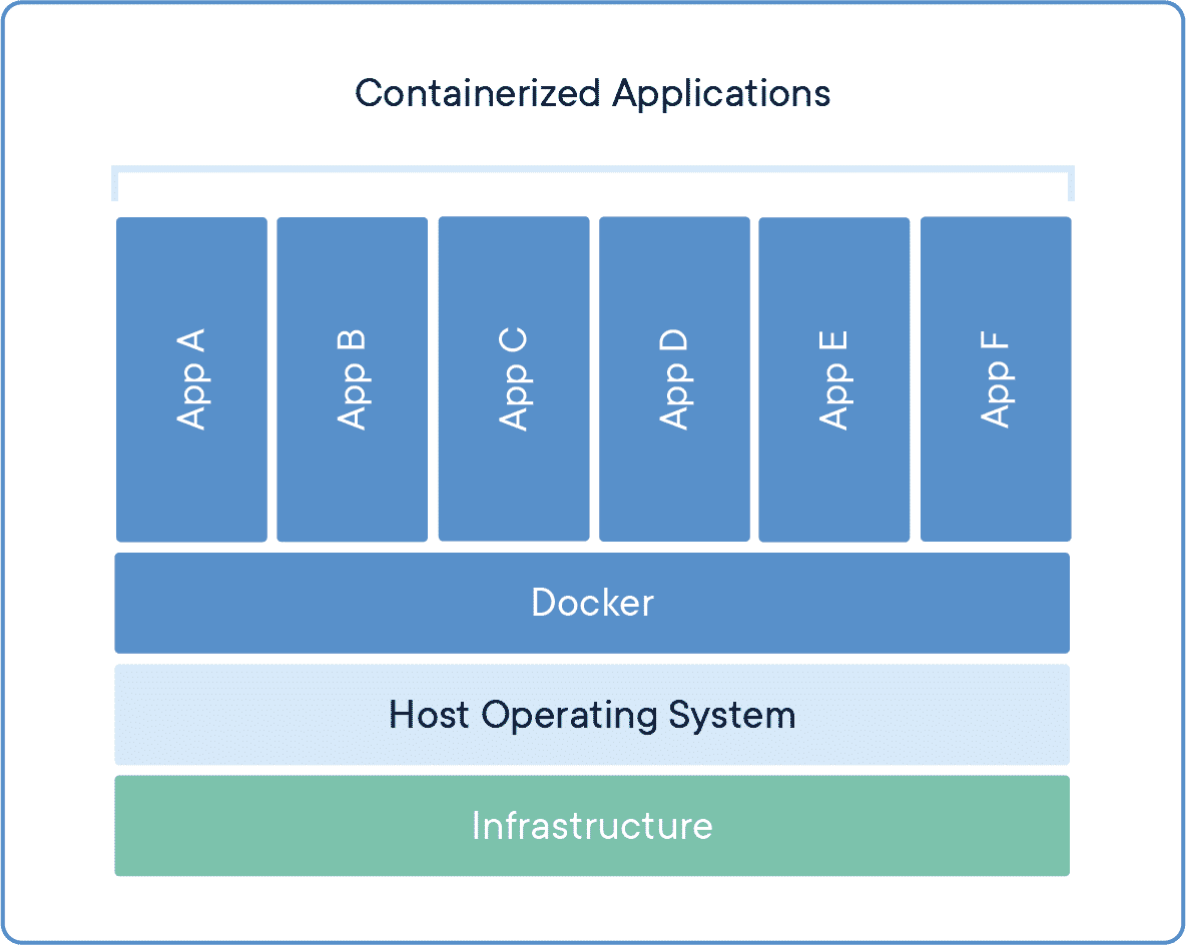 Containerized Applications
App A
App B
App C
App D
App E
App F
Docker
Host Operating System
Infrastructure